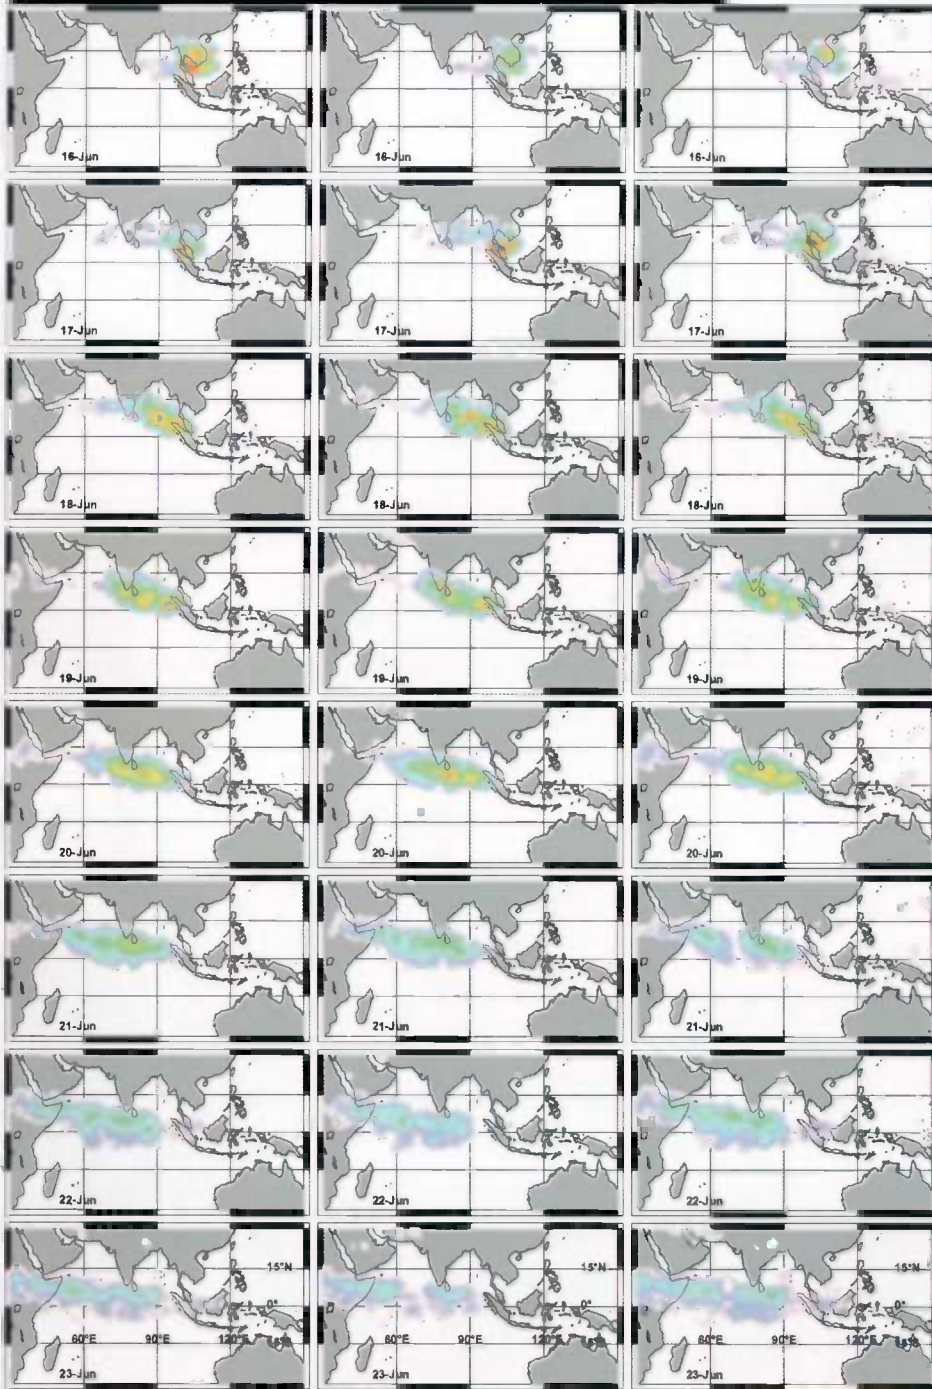 16-Jun 16-Jun 16-Jun
17-Jun 17-Jun 17-Jun
18-Jun 18-Jun 18-Jun
19-Jun 19-Jun 19-Jun
20-Jun 20-Jun 20-Jun
21-Jun 21-Jun 21-Jun
22-Jun 22-Jun 22-Jun
15°N 15°N 15°N
0° 0° 0°
60°E 90°E 120°E 60°E 90°E 120°E 60°E 90°E 120°E
23-Jun 23-Jun 23-Jun